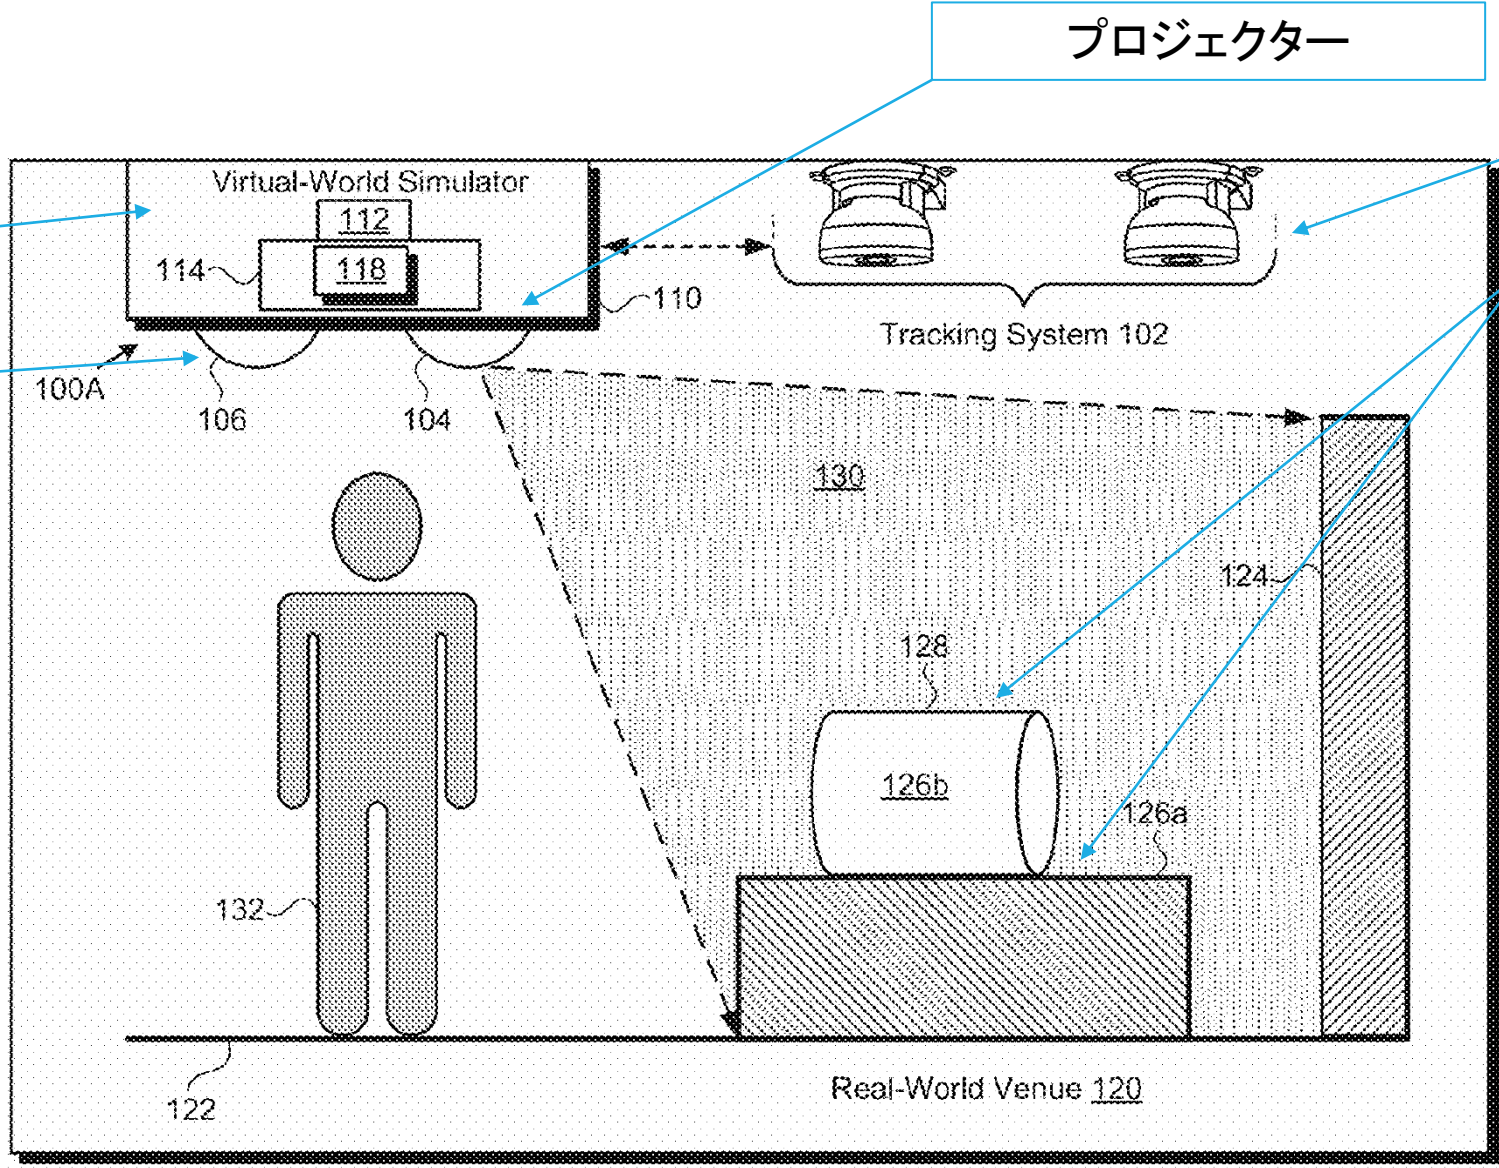 プロジェクター
Virtual-World Simulator
112
114
118
110
Tracking System 102
100A
106
104
130
124
128
126b
126a
132
Real-World Venue 120
122